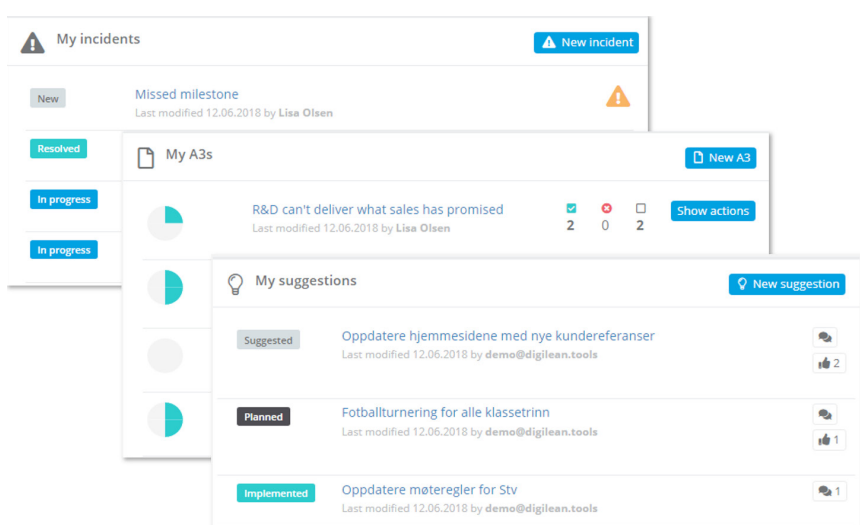 My incidents
New incident
New
Missed milestone
Last modified 12.06.2018 by Lisa Olsen
Resolved
In progress
In progress
My A3s
New A3
R&D can't deliver what sales has promised
Last modified 12.06.2018 by Lisa Olsen
2 0 2
Show actions
My suggestions
New suggestion
Suggested
Oppdatere hjemmesidene med nye kundereferanser
Last modified 12.06.2018 by demo@digilean.tools
2
Planned
Fotballturnering for alle klassetrinn
Last modified 12.06.2018 by demo@digilean.tools
1
Implemented
Oppdatere møteregler for Stv
Last modified 12.06.2018 by demo@digilean.tools
1